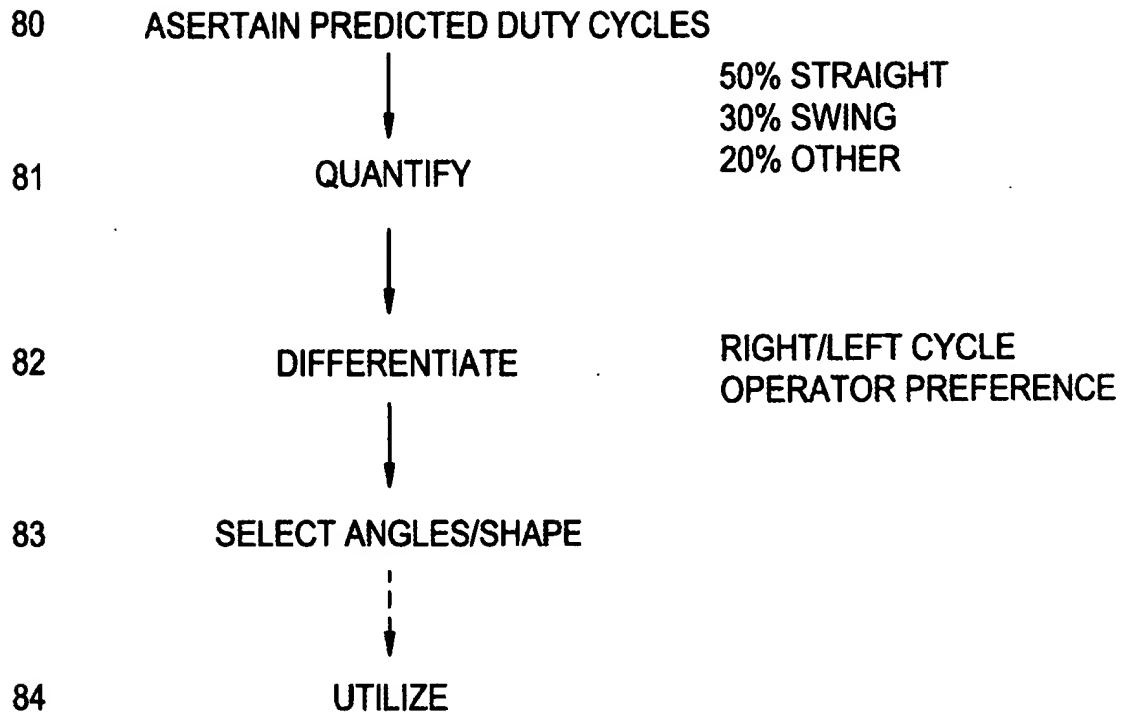 80 ASERTAIN PREDICTED DUTY CYCLES
50% STRAIGHT
30% SWING
20% OTHER
81 QUANTIFY
82 DIFFERENTIATE
RIGHT/LEFT CYCLE
OPERATOR PREFERENCE
83 SELECT ANGLES/SHAPE
84 UTILIZE